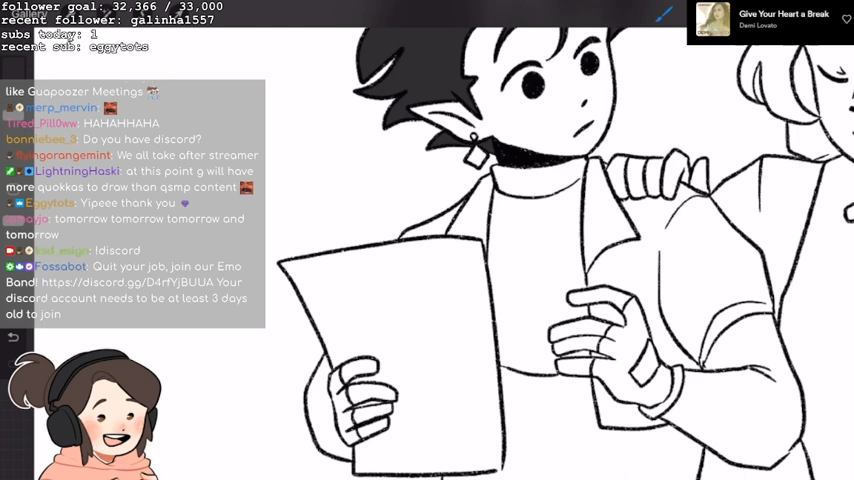 follower goal: 32,366 / 33,000
Gallery
recent follower: galinha1557
subs today: 1
recent sub: eggytots
Give Your Heart a Break
Demi Lovato
like Guapoozer Meetings
merp_mervin:
Tired_Pill0ww: HAHAHHAHA
bonniebee_3: Do you have discord?
flyingorangemint: We all take after streamer
LightningHaski: at this point g will have
more quokkas to draw than qsmp content
Eggytots: Yipeee thank you
tomorrow tomorrow tomorrow and
tomorrow
!discord
Fossabot: Quit your job, join our Emo
Band! https://discord.gg/D4rfYjBUUA Your
discord account needs to be at least 3 days
old to join